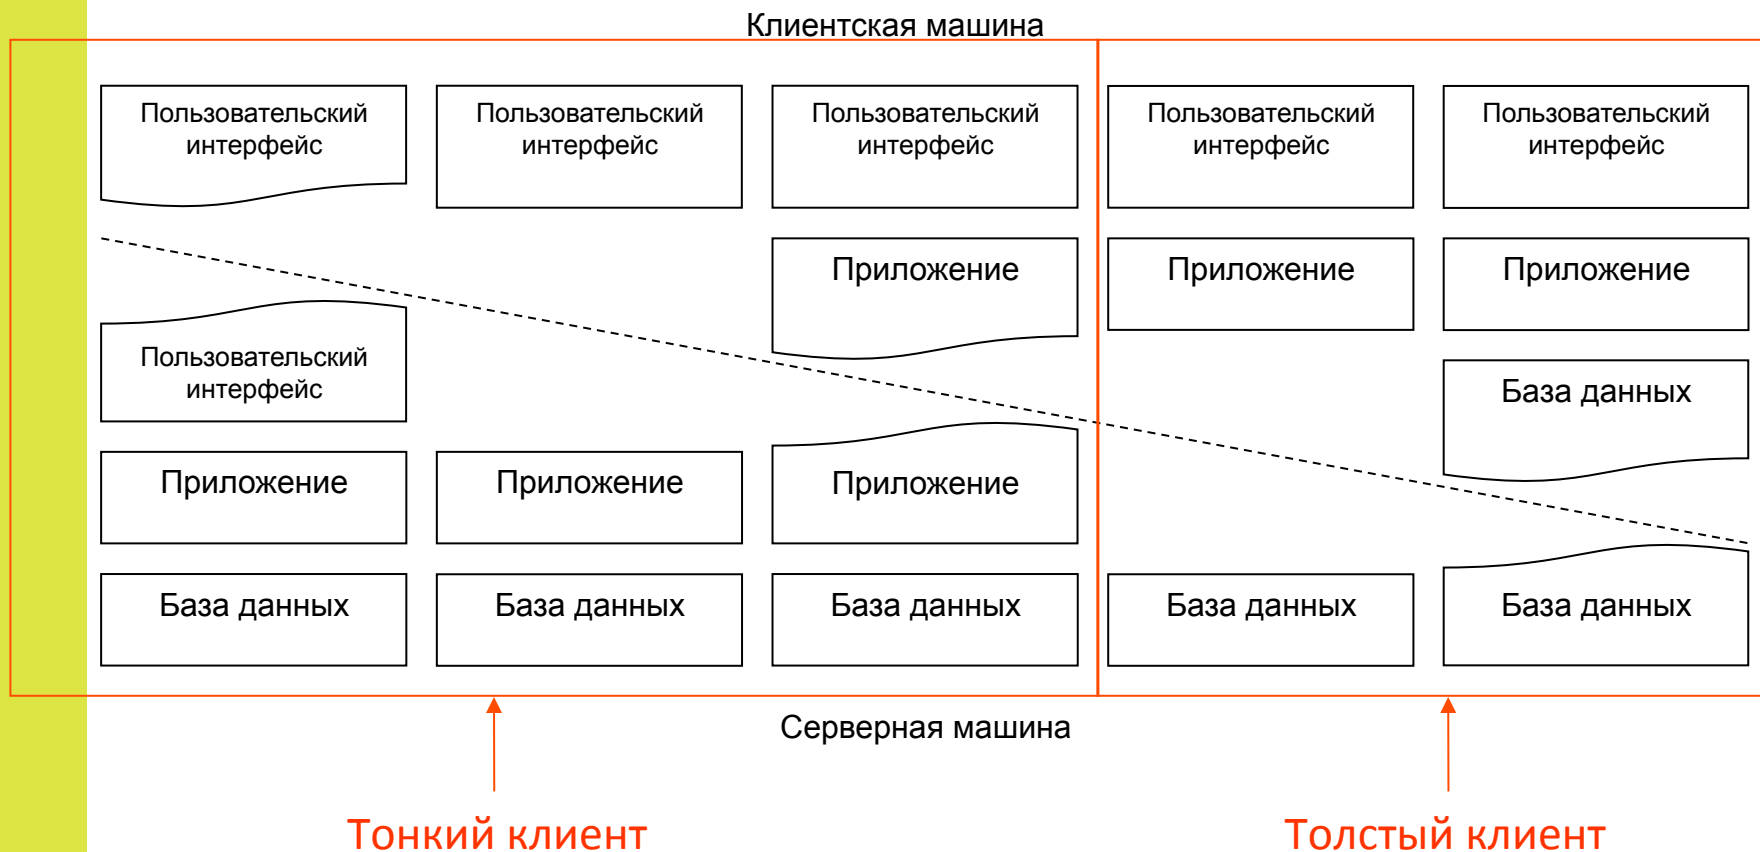 Клиентская машина
Пользовательский
интерфейс
Пользовательский
интерфейс
Пользовательский
интерфейс
Пользовательский
интерфейс
Пользовательский
интерфейс
Приложение
Приложение
Приложение
Пользовательский
интерфейс
База данных
Приложение
Приложение
Приложение
База данных
База данных
База данных
База данных
База данных
Серверная машина
Тонкий клиент
Толстый клиент